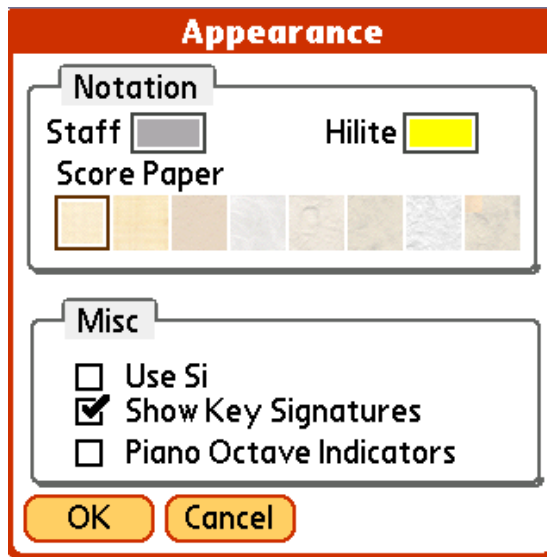 Appearance
Notation
Staff Hilite
Score Paper
Misc
Use Si
Show Key Signatures
Piano Octave Indicators
OK Cancel